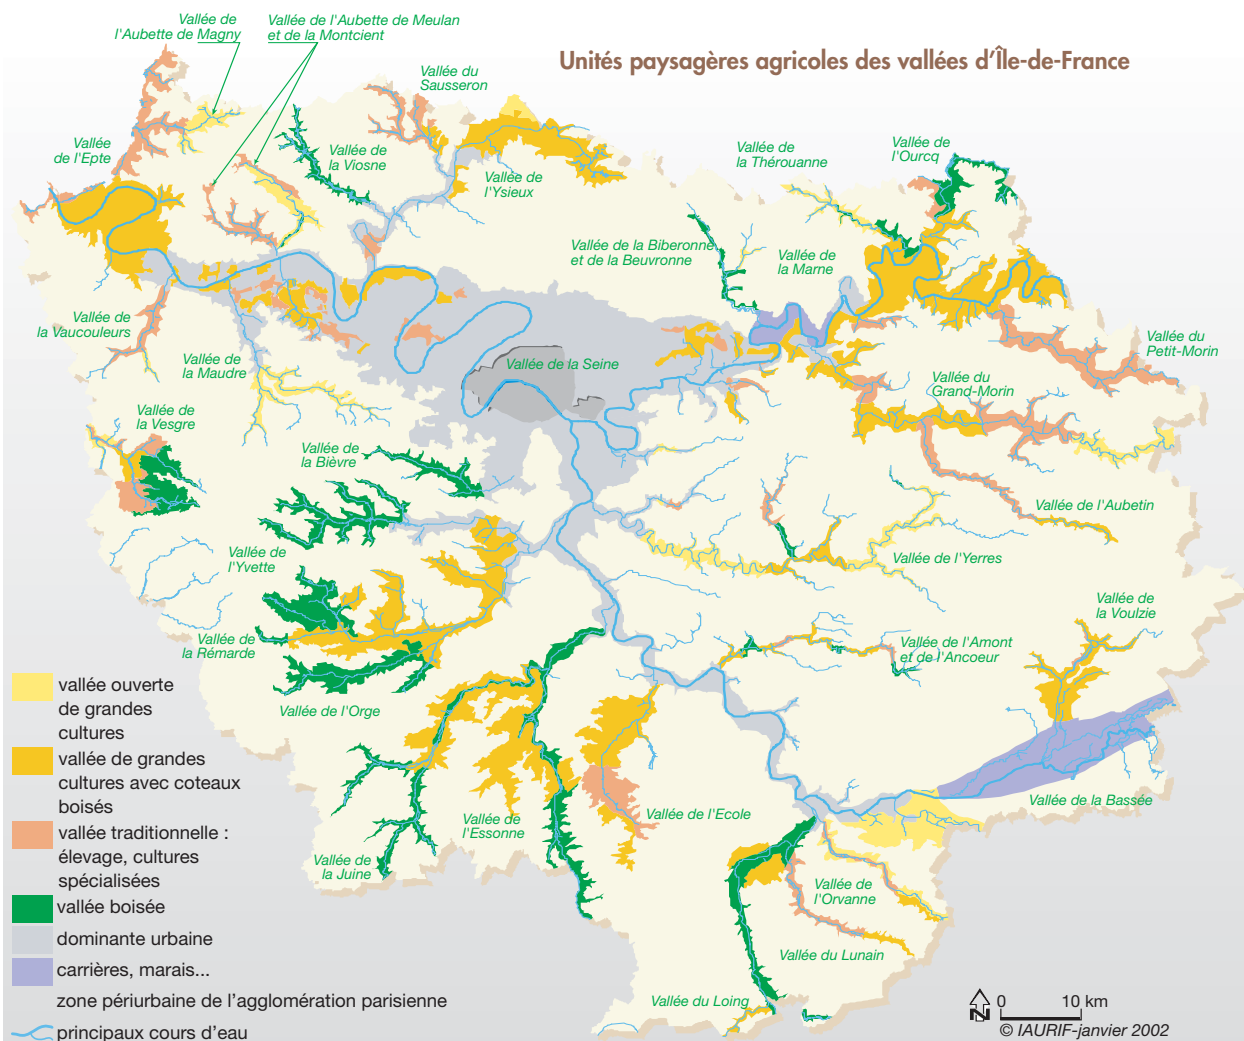 Unités paysagères agricoles des vallées d'Île-de-France
Vallée de
l'Aubette de Magny
Vallée de l'Aubette de Meulan
et de la Montcient
Vallée du
Sausseron
Vallée
de l'Epte
Vallée de
la Viosne
Vallée de
l'Ysieux
Vallée de
la Thérouanne
Vallée de
l'Ourcq
Vallée de la Biberonne
et de la Beuvronne
Vallée de
la Marne
Vallée de
la Vaucouleurs
Vallée de
la Maudre
Vallée de la Seine
Vallée du
Petit-Morin
Vallée du
Grand-Morin
Vallée de
la Vesgre
Vallée de
la Bièvre
Vallée de l'Aubetin
Vallée de
l'Yvette
Vallée de l'Yerres
Vallée de
la Voulzie
Vallée de
la Rémarde
Vallée de l'Amont
et de l'Ancoeur
Vallée de l'Orge
Vallée de la Bassée
Vallée de
l'Essonne
Vallée de l'Ecole
Vallée de
la Juine
Vallée de
l'Orvanne
Vallée du Lunain
Vallée du Loing
vallée ouverte
de grandes
cultures
vallée de grandes
cultures avec coteaux
boisés
vallée traditionnelle :
élevage, cultures
spécialisées
vallée boisée
dominante urbaine
carrières, marais...
zone périurbaine de l'agglomération parisienne
principaux cours d'eau
N
0 10 km
© IAURIF-janvier 2002